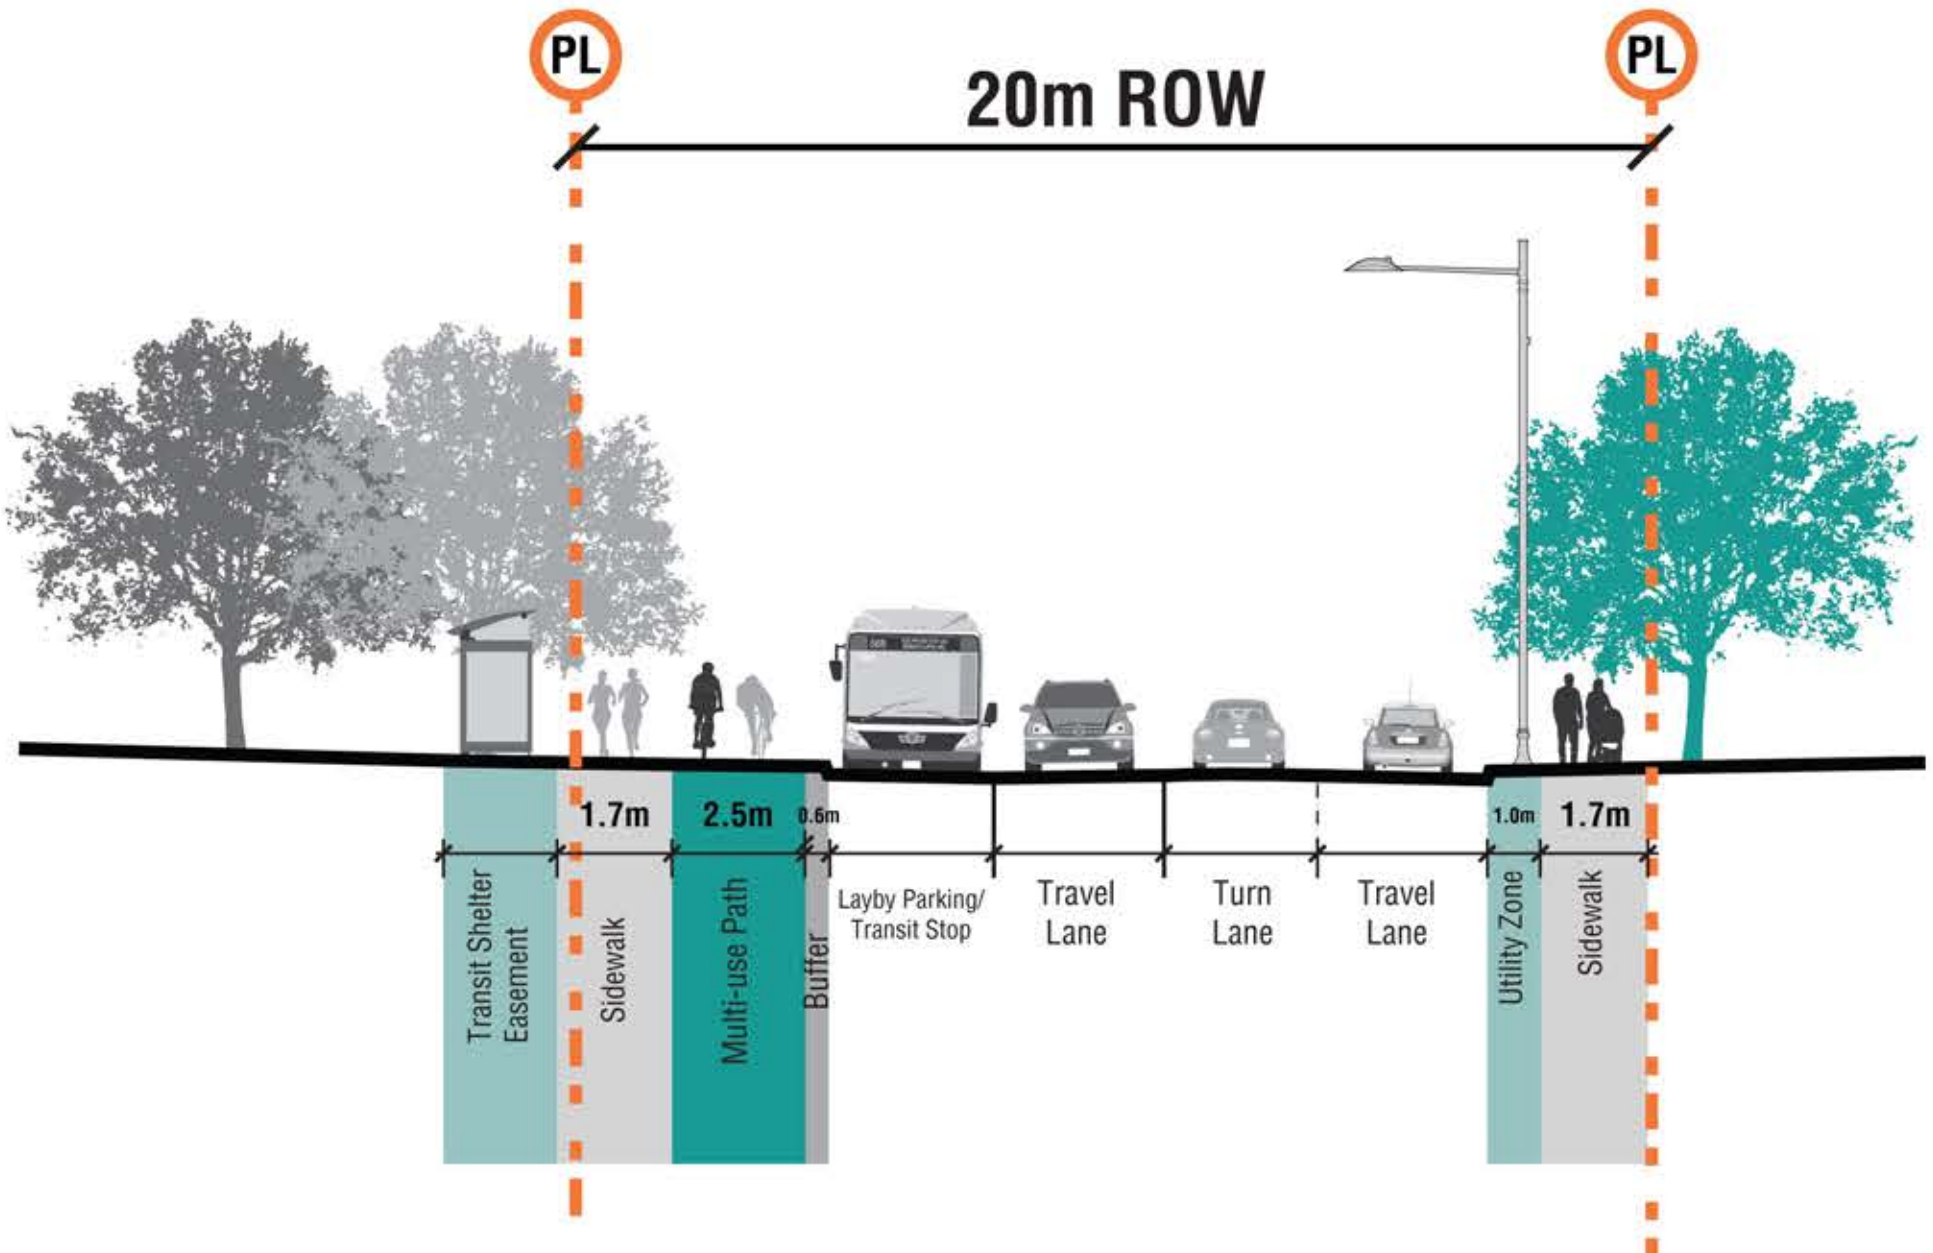 PL
PL
20m ROW
1.7m
2.5m
0.6m
1.0m
1.7m
Transit Shelter
Easement
Sidewalk
Multi-use Path
Buffer
Layby Parking/
Transit Stop
Travel
Lane
Turn
Lane
Travel
Lane
Utility Zone
Sidewalk